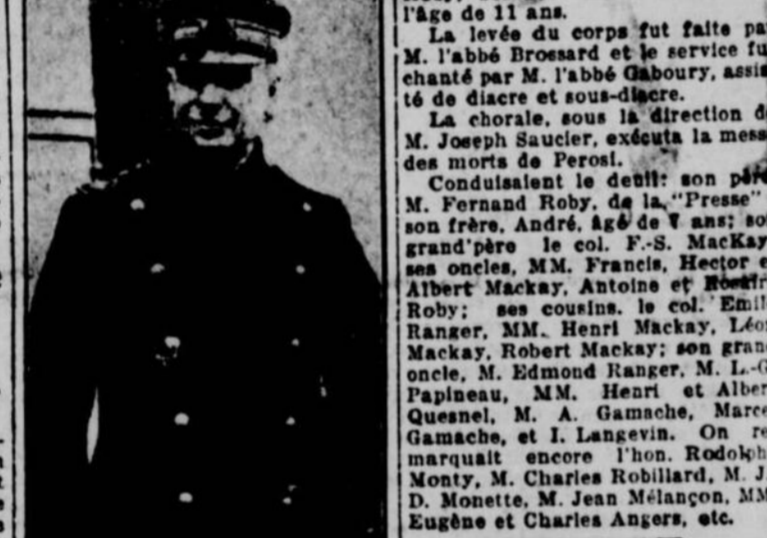 l'âge de 11 ans.
La levée du corps fut faite pa
M. l'abbé Brossard et le service fu
chanté par M. l'abbé Gaboury, assis
té de diacre et sous-diacre.
La chorale, sous la direction d
M. Joseph Saucier, exécuta la mess
des morts de Perosi.
Conduisaient le deuil: son père
M. Fernand Roby, de la "Presse"
son frère, André, âgé de 7 ans; so
grand'père le col. F.-S. MacKay
ses oncles, MM. Francis, Hector e
Albert Mackay, Antoine et
Roby; ses cousins. le col. Emil
Ranger, MM. Henri Mackay, Léo
Mackay, Robert Mackay; son gran
oncle, M. Edmond Ranger, M. L.-G
Papineau, MM. Henri et Alber
Quesnel, M. A. Gamache, Marce
Gamache, et I. Langevin. On re
marquait encore l'hon. Rodolph
Monty, M. Charles Robillard, M. J
D. Monette, M. Jean Mélançon, MM
Eugène et Charles Angers, etc.